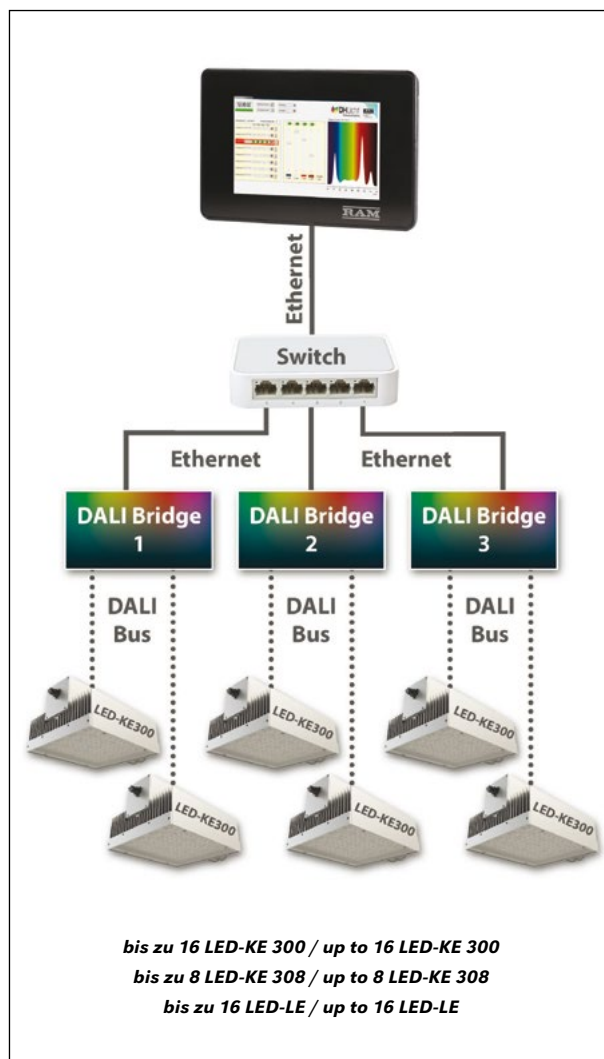 DHLicht RAM
RAM
Ethernet
Switch
Ethernet Ethernet
DALI Bridge DALI Bridge DALI Bridge
1 2 3
DALI DALI DALI
Bus Bus Bus
LED-KE300 LED-KE300 LED-KE300
LED-KE300 LED-KE300 LED-KE300
bis zu 16 LED-KE 300 / up to 16 LED-KE 300
bis zu 8 LED-KE 308 / up to 8 LED-KE 308
bis zu 16 LED-LE / up to 16 LED-LE